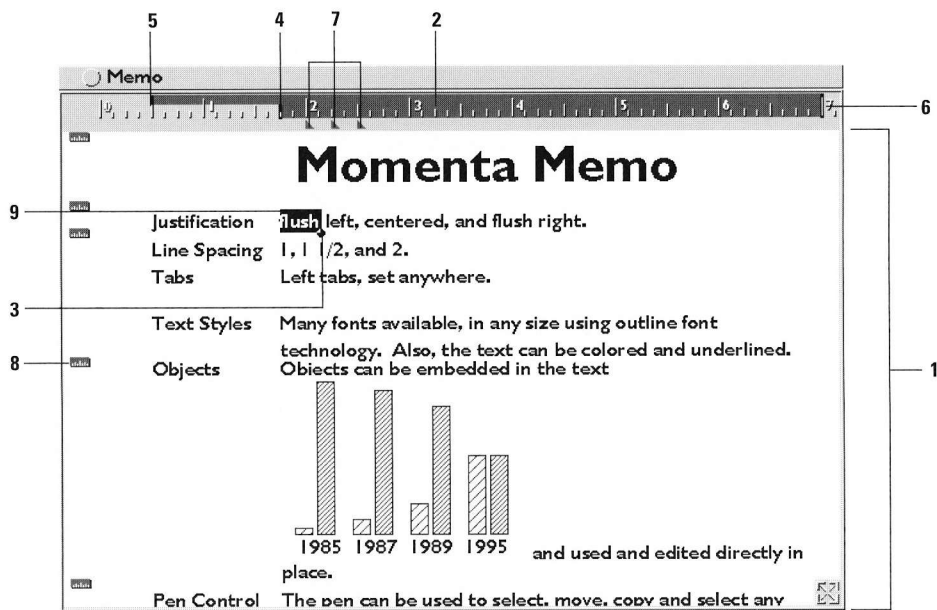 5 4 7 2
Memo
0 1 2 3 4 5 6 7
6
Momenta Memo
9
Justification flush left, centered, and flush right.
Line Spacing 1, 1 1/2, and 2.
Tabs Left tabs, set anywhere.
3
Text Styles Many fonts available, in any size using outline font
technology. Also, the text can be colored and underlined.
8
Objects Objects can be embedded in the text
1
1985 1987 1989 1995 and used and edited directly in
place.
Pen Control The pen can be used to select, move, copy and select any